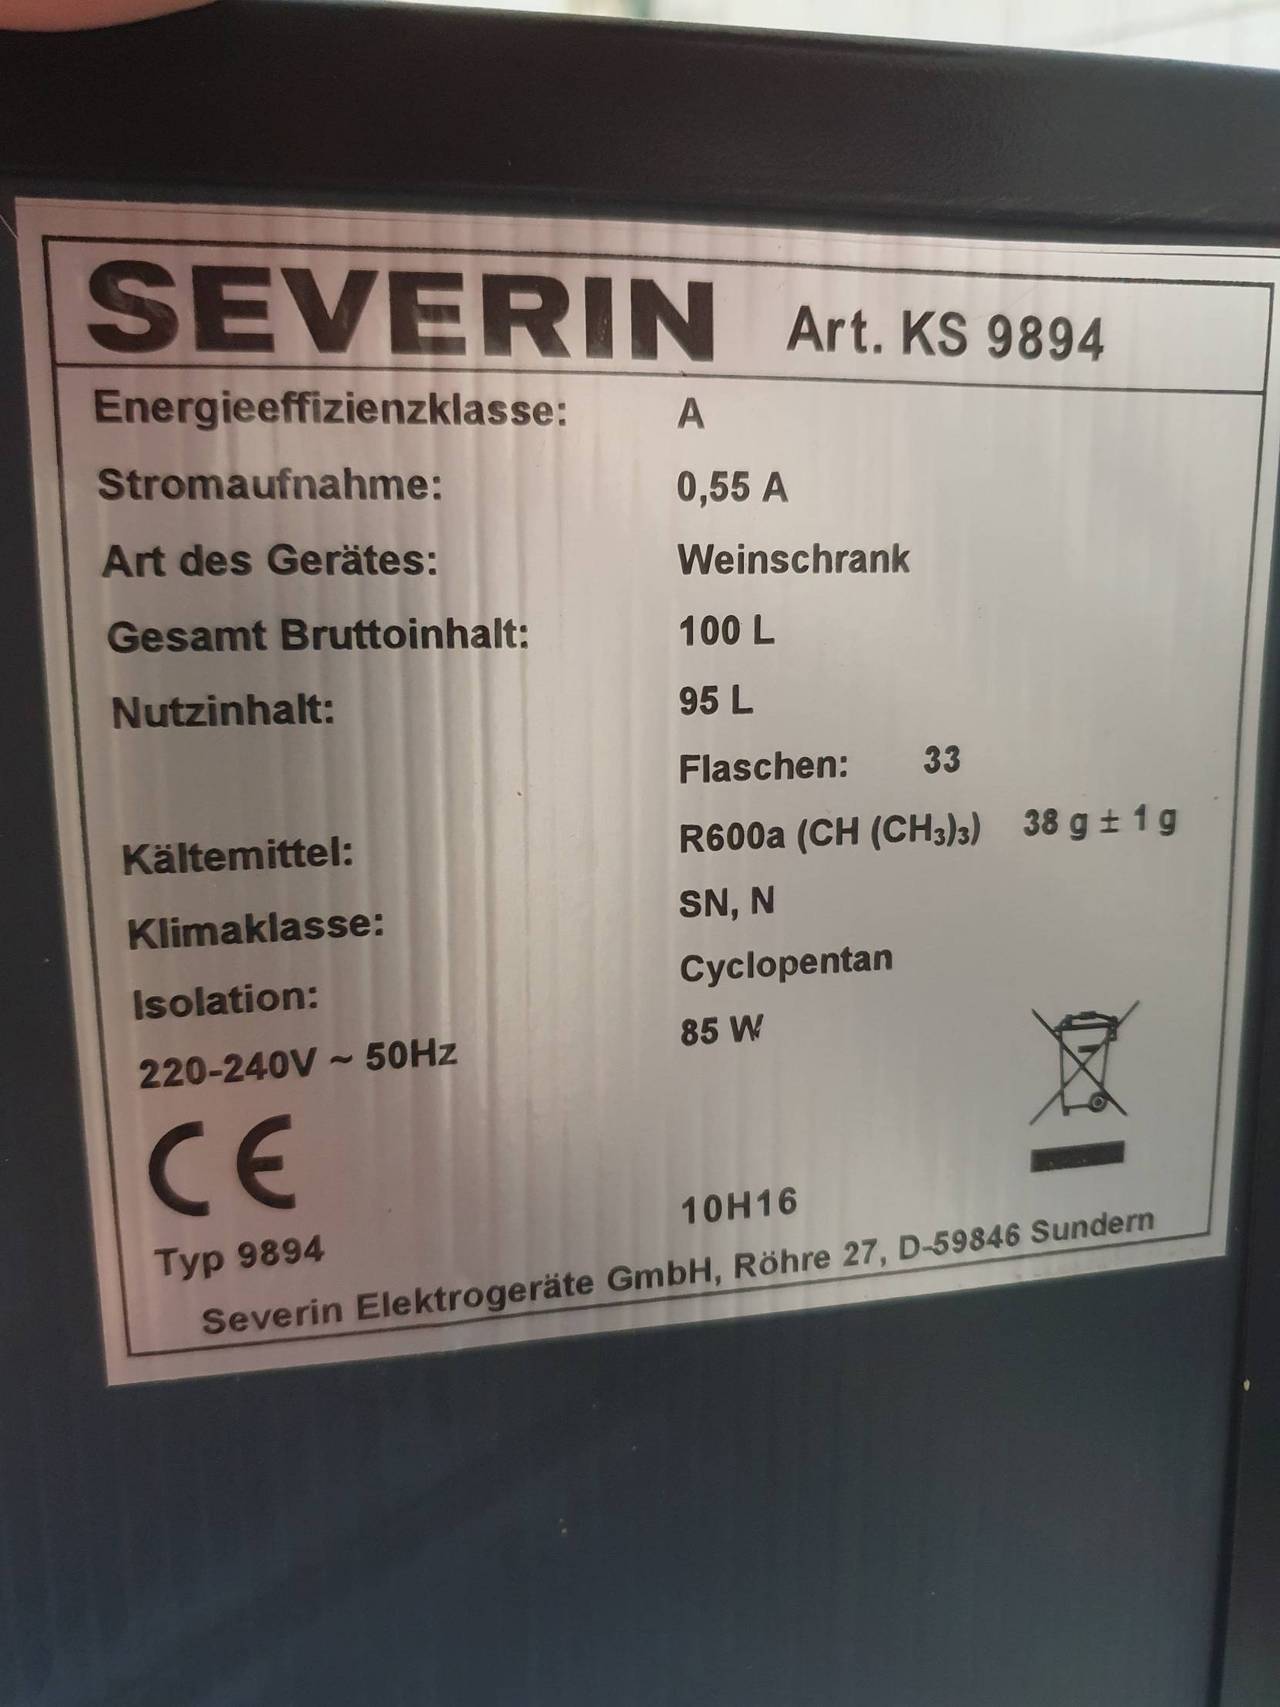 SEVERIN Art. KS 9894
Energieeffizienzklasse: A
Stromaufnahme: 0,55 A
Art des Gerätes: Weinschrank
Gesamt Bruttoinhalt: 100 L
Nutzinhalt: 95 L
Flaschen: 33
Kältemittel: R600a (CH (CH₃)₃) 38 g ± 1 g
Klimaklasse: SN, N
Isolation: Cyclopentan
220-240V ~ 50Hz 85 W
CE
10H16
Typ 9894
Severin Elektrogeräte GmbH, Röhre 27, D-59846 Sundern